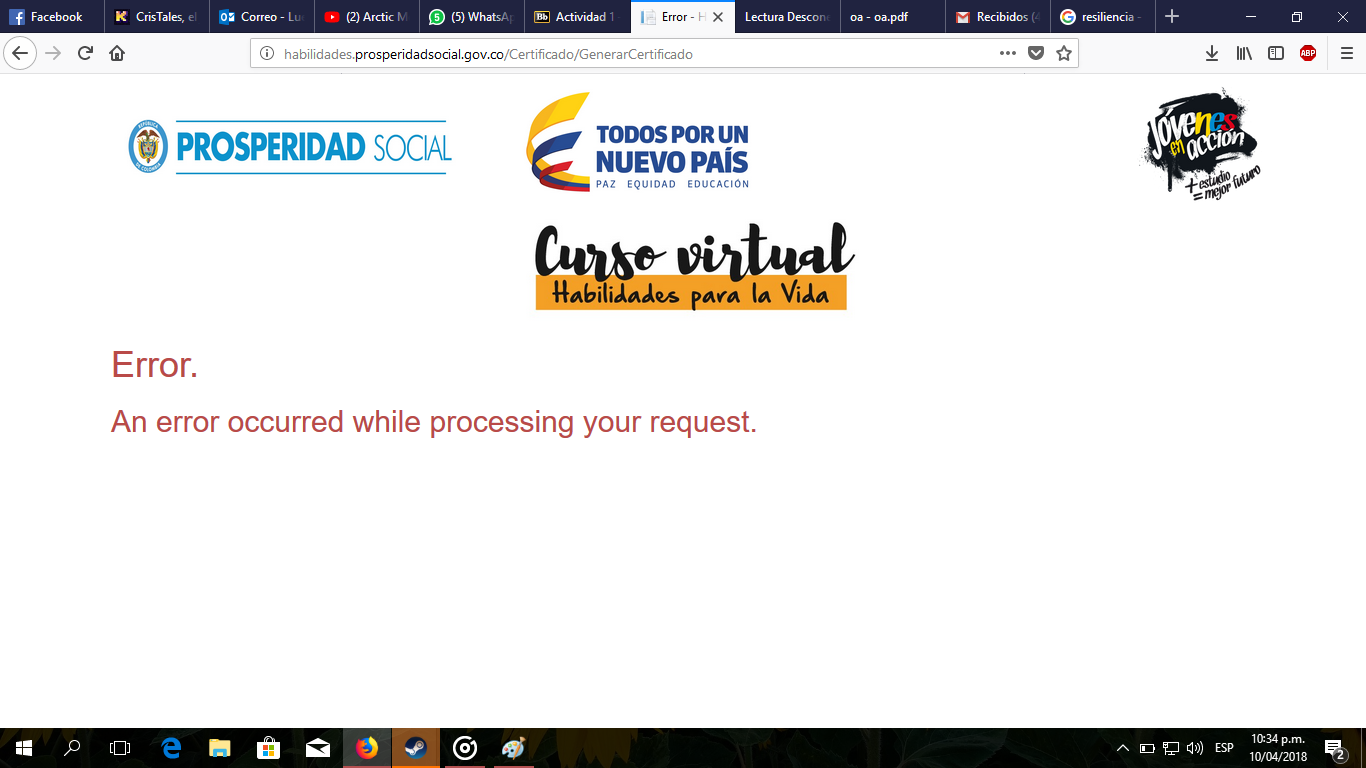 Facebook
CrisTales, el
Correo - Lu
(2) Arctic M
(5) WhatsAp
Bb
Actividad 1
Error - H
Lectura Descone
oa - oa.pdf
Recibidos (4
resiliencia -
habilidades.prosperidadsocial.gov.co/Certificado/GenerarCertificado
ABP
PROSPERIDAD SOCIAL
TODOS POR UN
NUEVO PAÍS
PAZ EQUIDAD EDUCACIÓN
Jóvenes
en acción
+ estudio
= mejor futuro
Curso virtual
Habilidades para la Vida
Error.
An error occurred while processing your request.
ESP
10:34 p.m.
10/04/2018
2